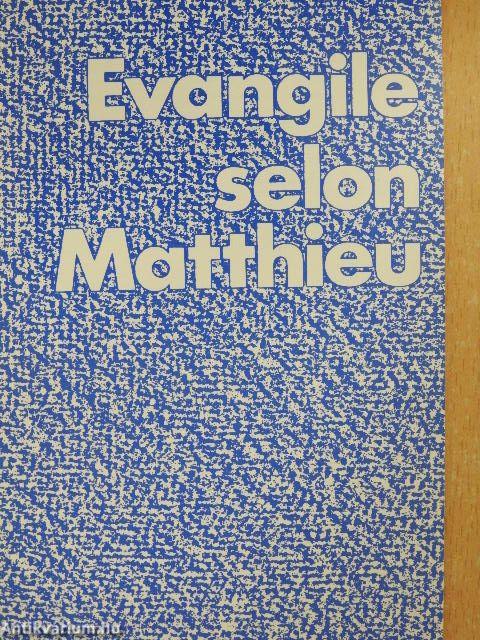 Evangile
selon
Matthieu
antikvarium.hu